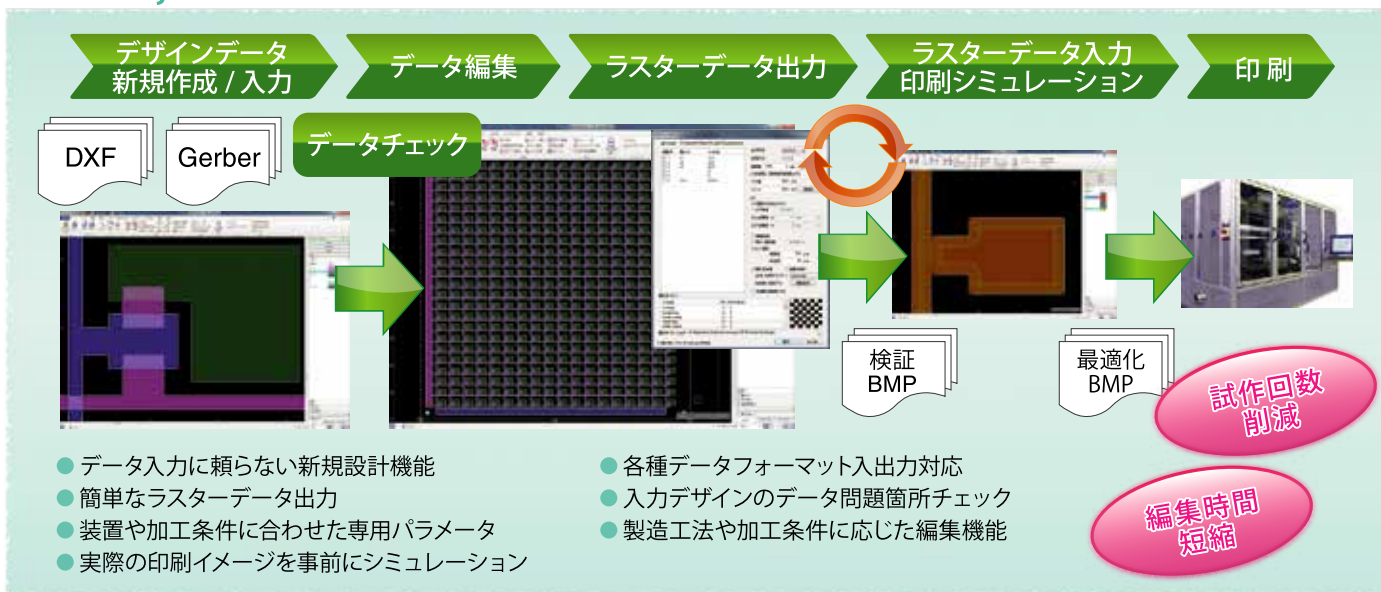 デザインデータ
新規作成 / 入力
データ編集
ラスターデータ出力
ラスターデータ入力
印刷シミュレーション
印 刷
DXF
Gerber
データチェック
検証
BMP
最適化
BMP
試作回数
削減
編集時間
短縮
● データ入力に頼らない新規設計機能
● 簡単なラスターデータ出力
● 装置や加工条件に合わせた専用パラメータ
● 実際の印刷イメージを事前にシミュレーション
● 各種データフォーマット入出力対応
● 入力デザインのデータ問題箇所チェック
● 製造工法や加工条件に応じた編集機能